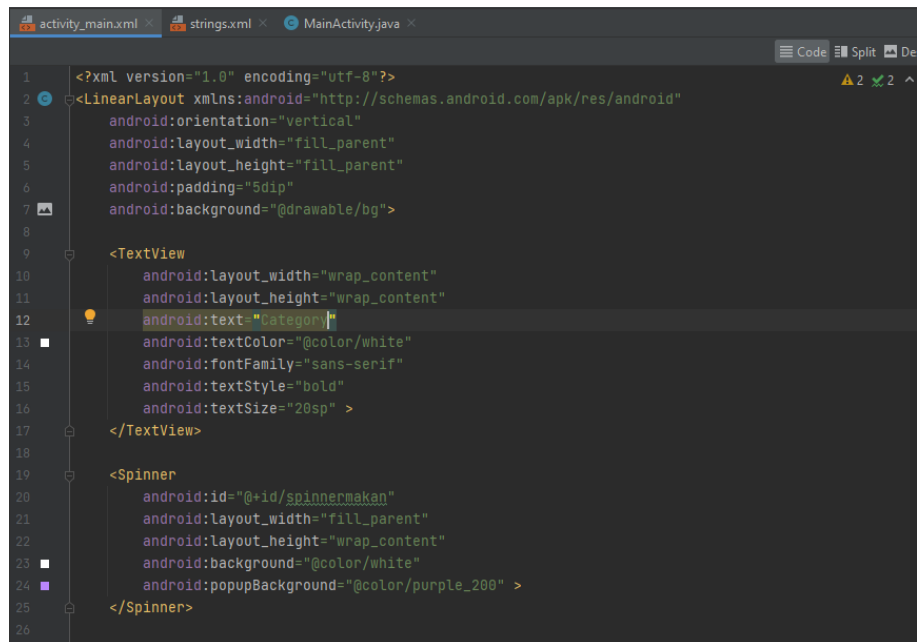 activity_main.xml × strings.xml × MainActivity.java ×
Code Split De
1 <?xml version="1.0" encoding="utf-8"?> 2 2
2 <LinearLayout xmlns:android="http://schemas.android.com/apk/res/android"
3 android:orientation="vertical"
4 android:layout_width="fill_parent"
5 android:layout_height="fill_parent"
6 android:padding="5dip"
7 android:background="@drawable/bg">
8
9 <TextView
10 android:layout_width="wrap_content"
11 android:layout_height="wrap_content"
12 android:text="Category"
13 android:textColor="@color/white"
14 android:fontFamily="sans-serif"
15 android:textStyle="bold"
16 android:textSize="20sp" >
17 </TextView>
18
19 <Spinner
20 android:id="@+id/spinnermakan"
21 android:layout_width="fill_parent"
22 android:layout_height="wrap_content"
23 android:background="@color/white"
24 android:popupBackground="@color/purple_200" >
25 </Spinner>
26